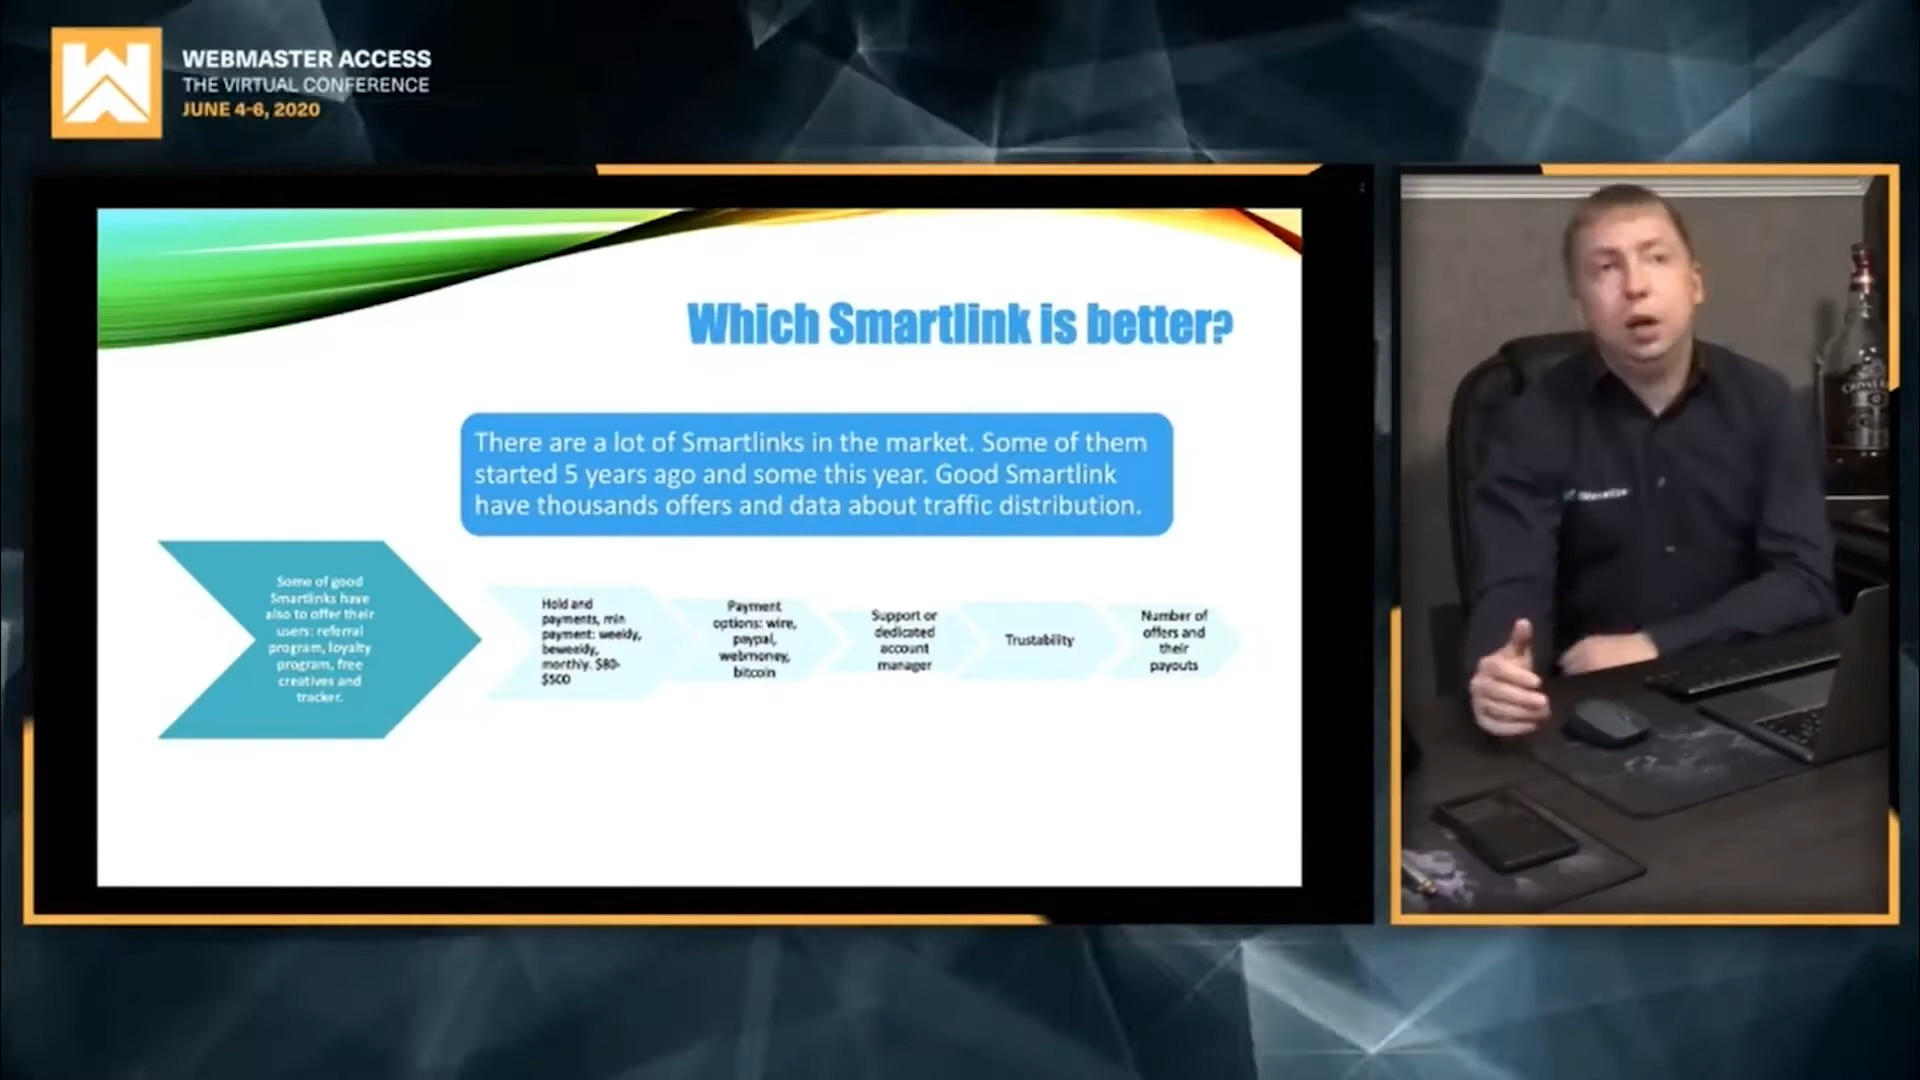 WEBMASTER ACCESS
THE VIRTUAL CONFERENCE
JUNE 4-6, 2020
Which Smartlink is better?
There are a lot of Smartlinks in the market. Some of them
started 5 years ago and some this year. Good Smartlink
have thousands offers and data about traffic distribution.
Some of good
Smartlinks have
also to offer their
users: referral
program, loyalty
program, free
creatives and
tracker.
Hold and
payments, min
payment: weekly,
beweekly,
monthly. $80-
$500
Payment
options: wire,
paypal,
webmoney,
bitcoin
Support or
dedicated
account
manager
Trustability
Number of
offers and
their
payouts